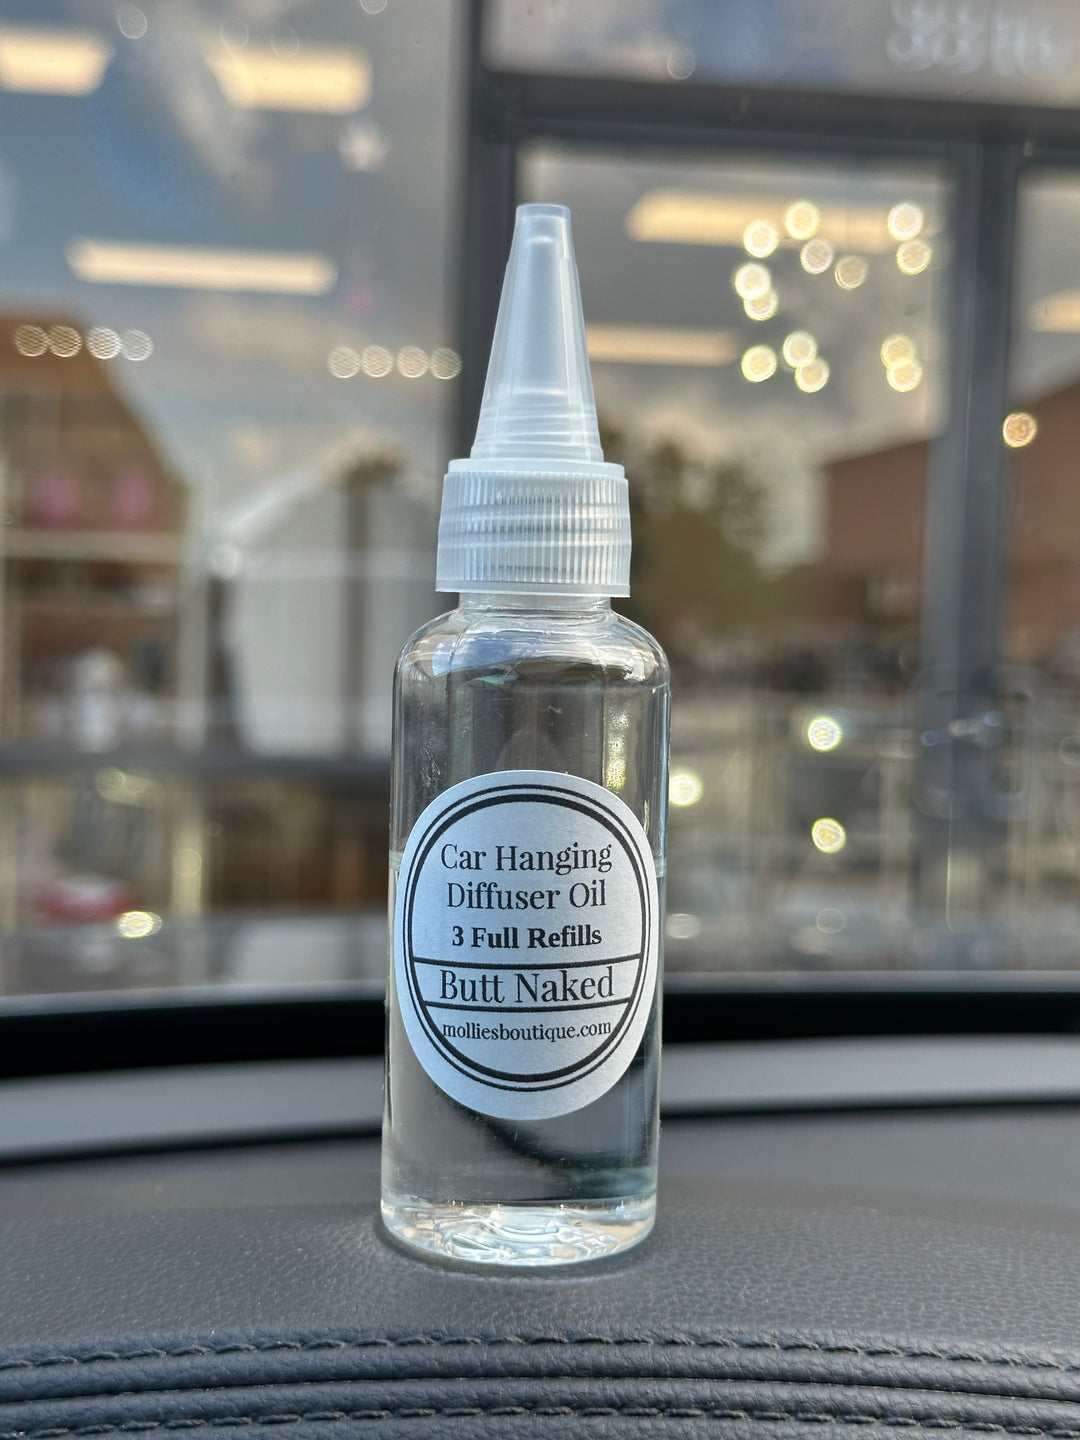 Car Hanging
Diffuser Oil
3 Full Refills
Butt Naked
molliesboutique.com